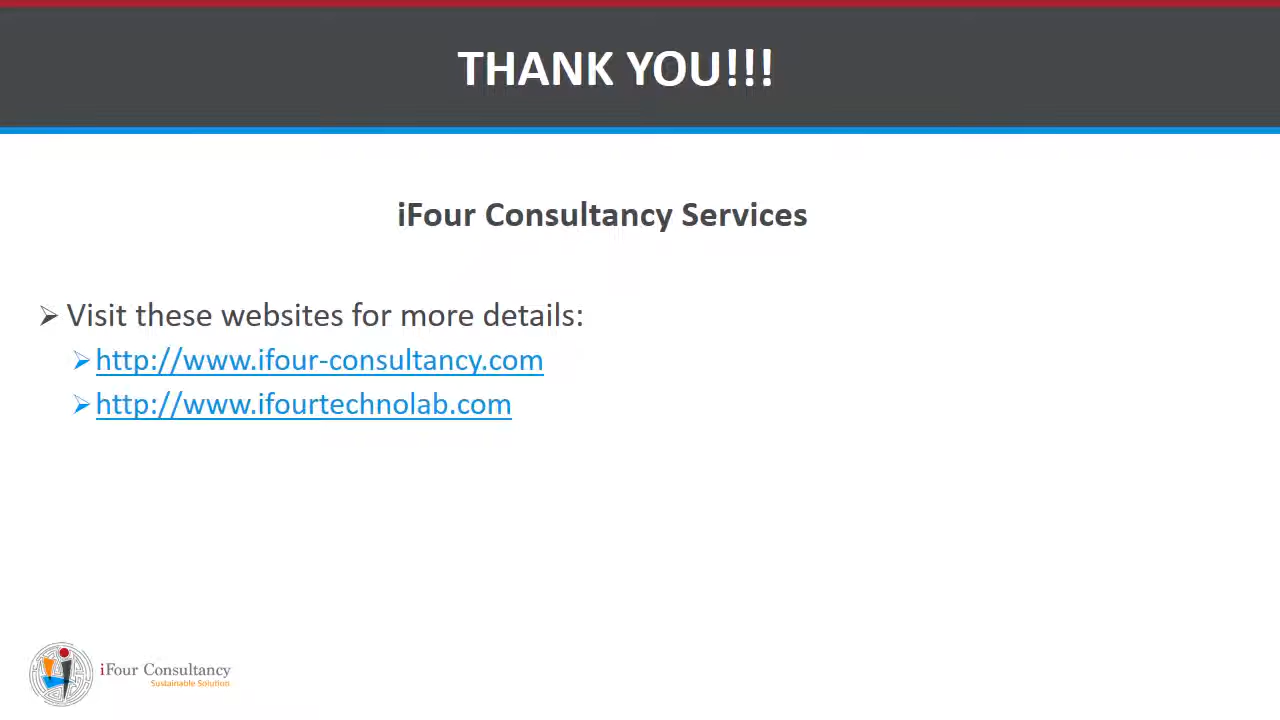 THANK YOU!!!
iFour Consultancy Services
Visit these websites for more details:
http://www.ifour-consultancy.com
http://www.ifourtechnolab.com
iFour Consultancy
Sustainable Solution